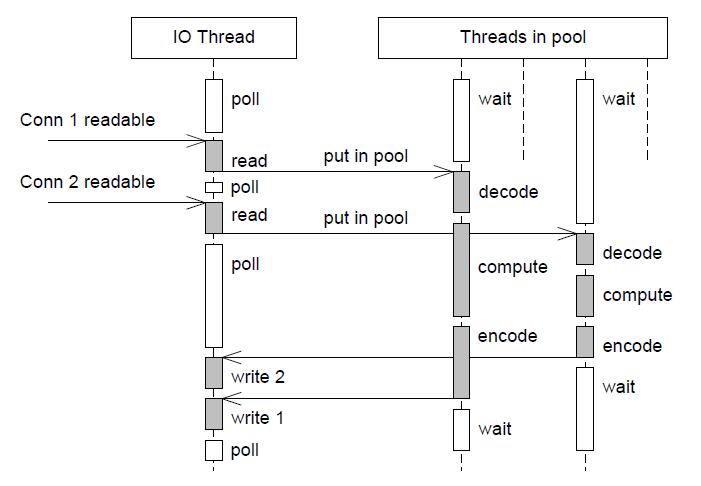 IO Thread
Threads in pool
poll
wait
wait
Conn 1 readable
read
put in pool
Conn 2 readable
poll
decode
read
put in pool
poll
decode
compute
compute
encode
encode
write 2
wait
write 1
wait
poll